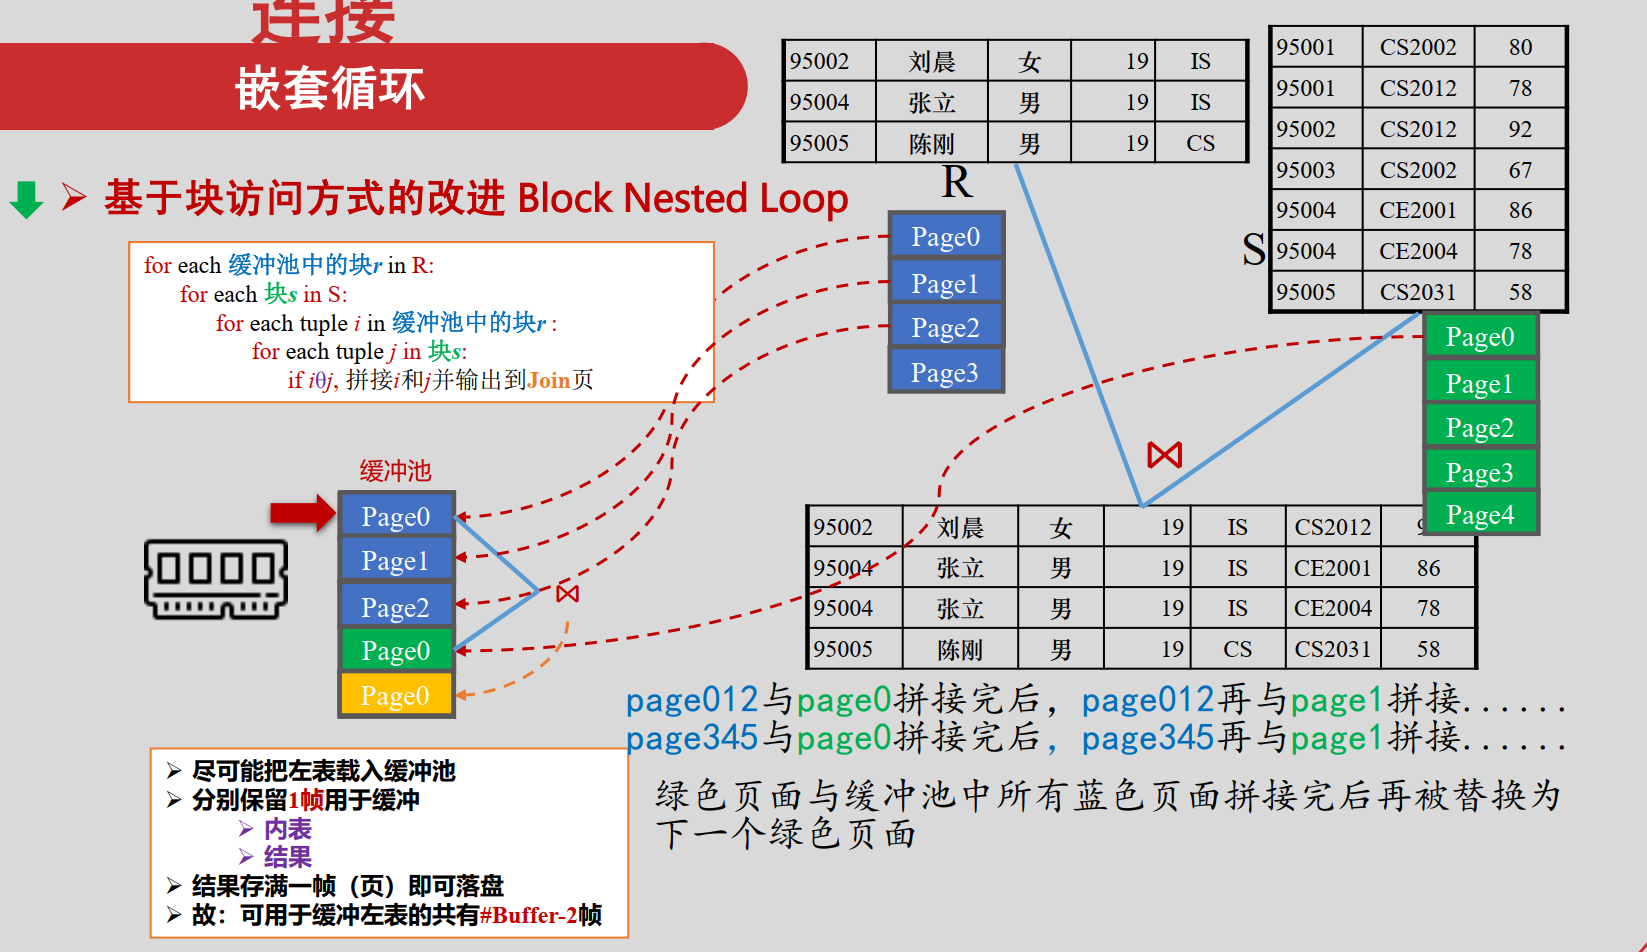 连接
嵌套循环
95002 刘晨 女 19 IS
95004 张立 男 19 IS
95005 陈刚 男 19 CS
R
95001 CS2002 80
95001 CS2012 78
95002 CS2012 92
95003 CS2002 67
95004 CE2001 86
95004 CE2004 78
95005 CS2031 58
S
➢ 基于块访问方式的改进 Block Nested Loop
for each 缓冲池中的块r in R:
for each 块s in S:
for each tuple i in 缓冲池中的块r :
for each tuple j in 块s:
if iθj, 拼接i和j并输出到Join页
Page0
Page1
Page2
Page3
Page0
Page1
Page2
Page3
Page4
⋈
缓冲池
Page0
Page1
Page2
Page0
Page0
⋈
95002 刘晨 女 19 IS CS2012
95004 张立 男 19 IS CE2001 86
95004 张立 男 19 IS CE2004 78
95005 陈刚 男 19 CS CS2031 58
page012与page0拼接完后，page012再与page1拼接......
page345与page0拼接完后，page345再与page1拼接......
绿色页面与缓冲池中所有蓝色页面拼接完后再被替换为
下一个绿色页面
➢ 尽可能把左表载入缓冲池
➢ 分别保留1帧用于缓冲
➢ 内表
➢ 结果
➢ 结果存满一帧（页）即可落盘
➢ 故：可用于缓冲左表的共有#Buffer-2帧